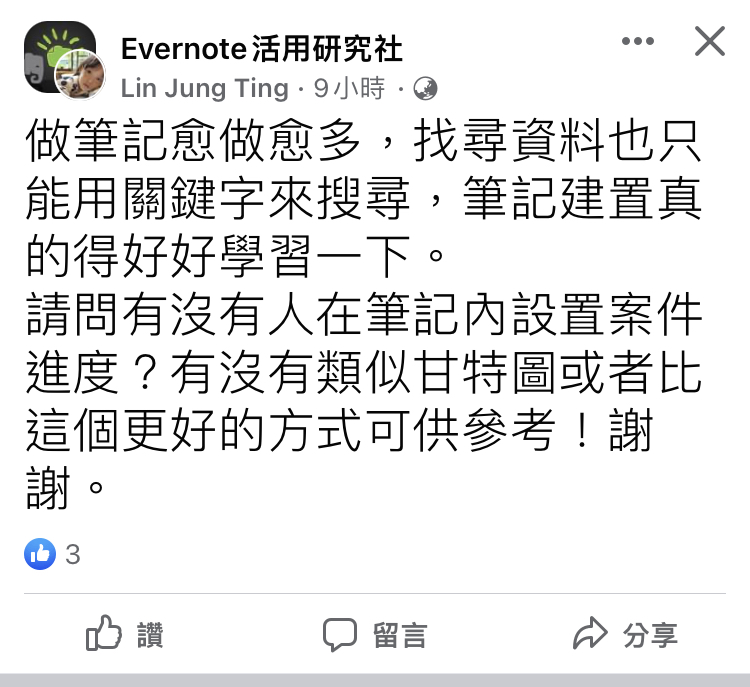 Evernote活用研究社
Lin Jung Ting · 9小時 ·
做筆記愈做愈多，找尋資料也只
能用關鍵字來搜尋，筆記建置真
的得好好學習一下。
請問有沒有人在筆記內設置案件
進度？有沒有類似甘特圖或者比
這個更好的方式可供參考！謝
謝。
3
讚 留言 分享